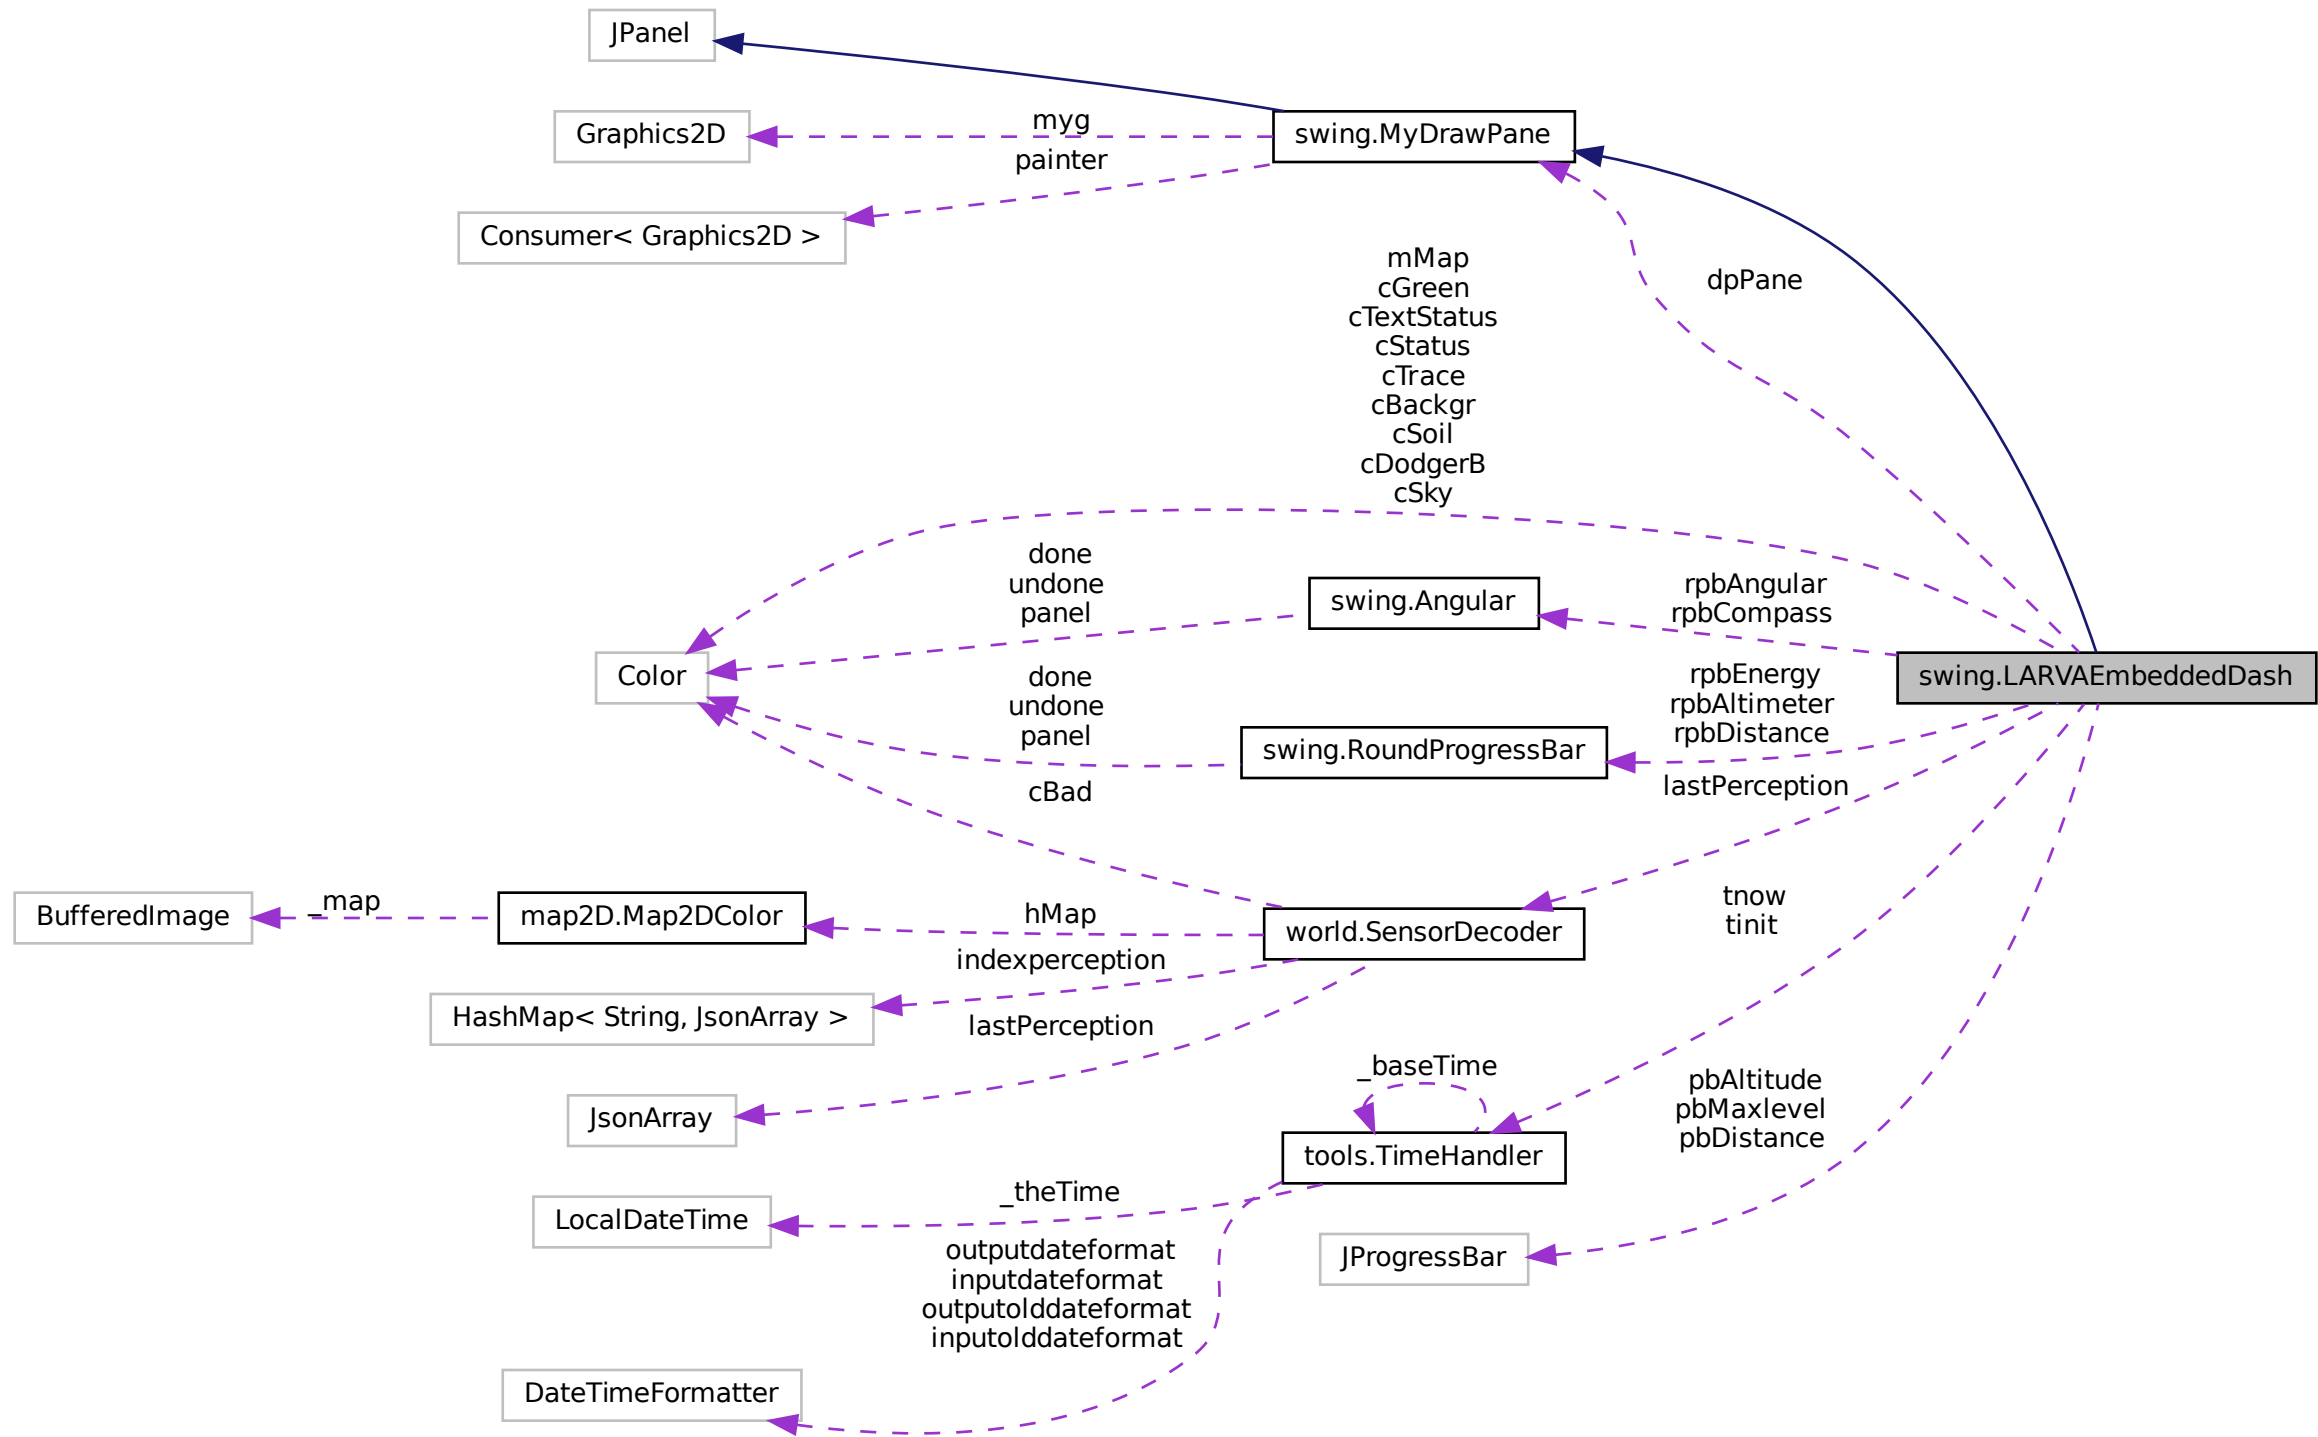 JPanel
myg
Graphics2D
swing.MyDrawPane
painter
Consumer< Graphics2D >
mMap
cGreen
cTextStatus
cStatus
cTrace
cBackgr
cSoil
cDodgerB
cSky
dpPane
done
undone
panel
swing.Angular
rpbAngular
rpbCompass
Color
swing.LARVAEmbeddedDash
done
undone
panel
swing.RoundProgressBar
rpbEnergy
rpbAltimeter
rpbDistance
cBad
lastPerception
BufferedImage
_map
map2D.Map2DColor
hMap
world.SensorDecoder
tnow
tinit
indexperception
HashMap< String, JsonArray >
lastPerception
JsonArray
_baseTime
tools.TimeHandler
pbAltitude
pbMaxlevel
pbDistance
_theTime
LocalDateTime
JProgressBar
outputdateformat
inputdateformat
outputolddateformat
inputolddateformat
DateTimeFormatter